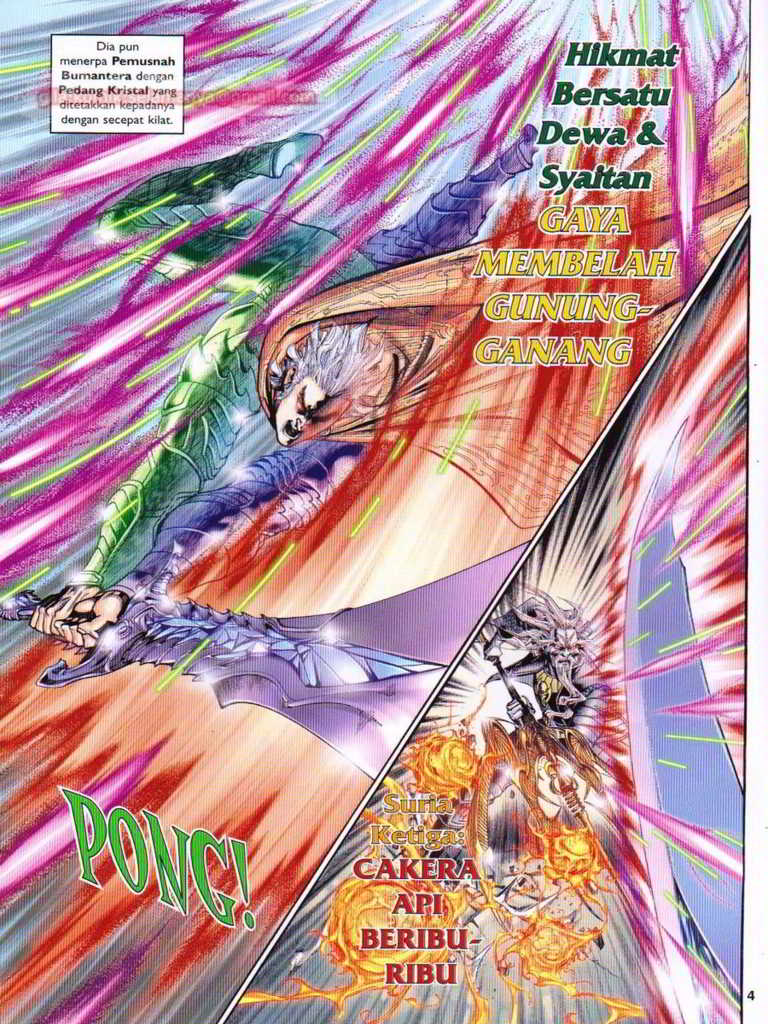 Dia pun
menerpa Pemusnah
Bumantera dengan
Pedang Kristal yang
ditetakkan kepadanya
dengan secepat kilat.
Hikmat
Bersatu
Dewa &
Syaitan
GAYA
MEMBELAH
GUNUNG-
GANANG
PONG!
Suria
Ketiga:
CAKERA
API
BERIBU-
RIBU
4